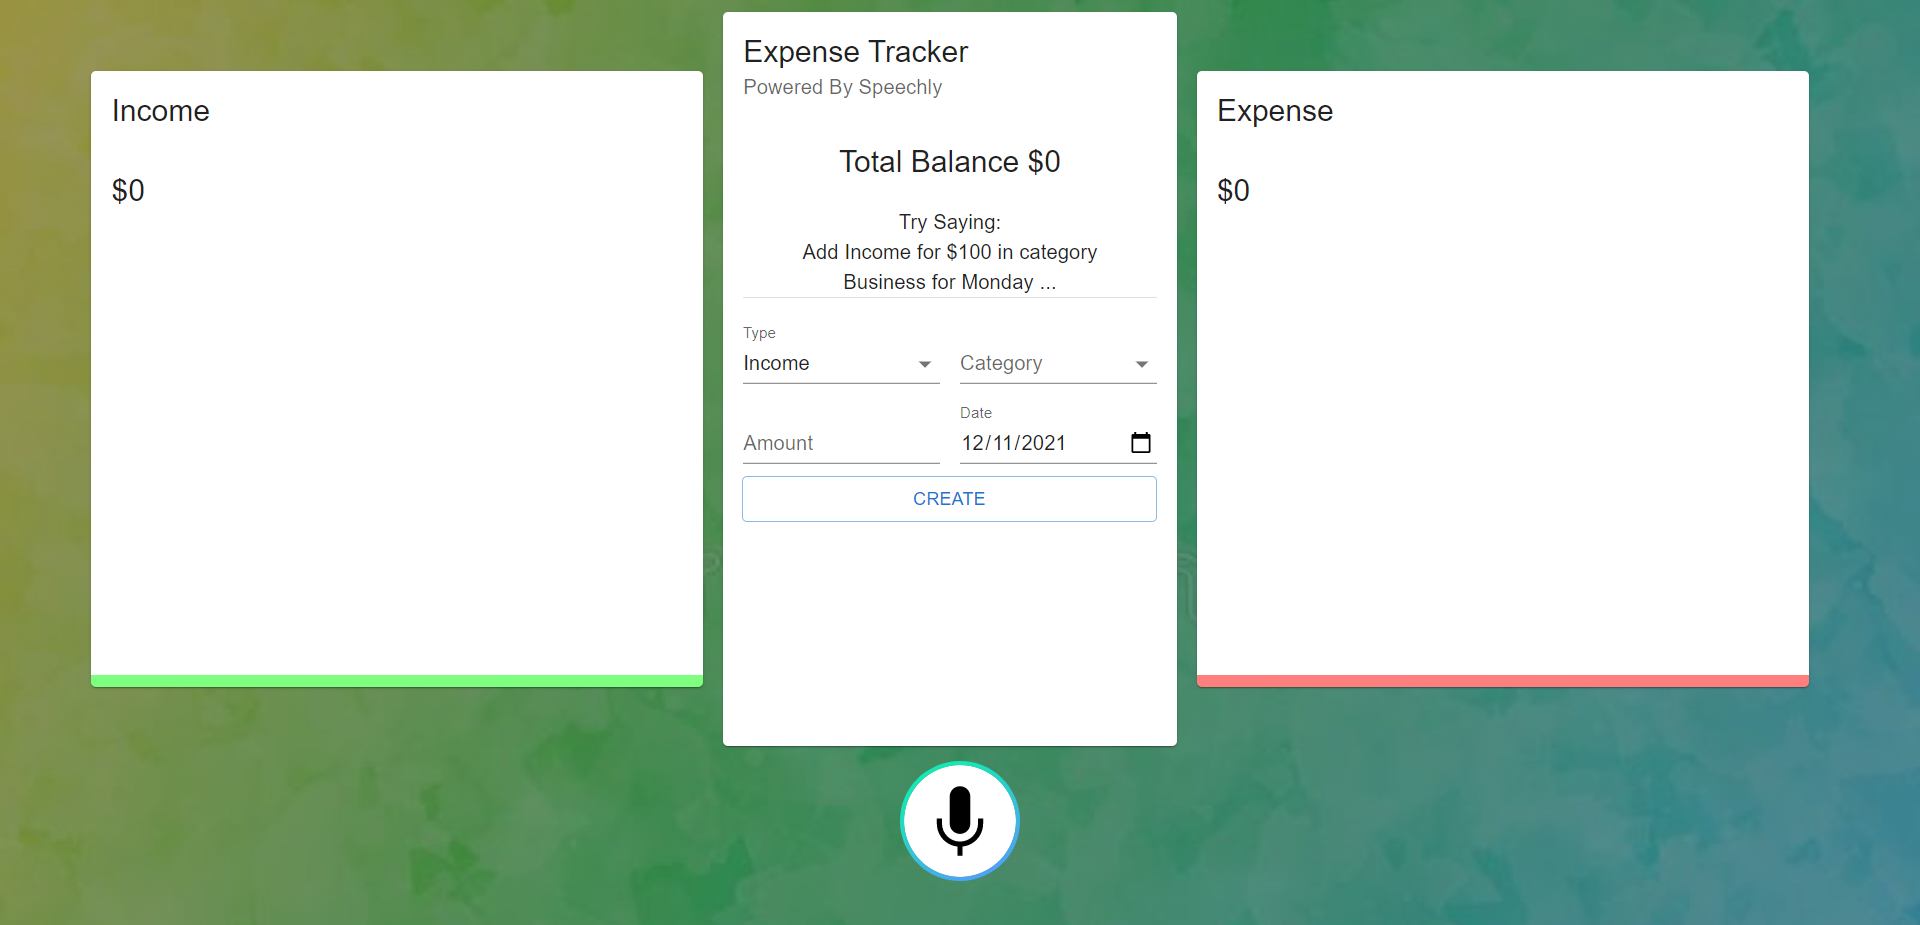 Income
$0
Expense Tracker
Powered By Speechly
Total Balance $0
Try Saying:
Add Income for $100 in category
Business for Monday ...
Type
Income
Category
Amount
Date
12/11/2021
CREATE
Expense
$0